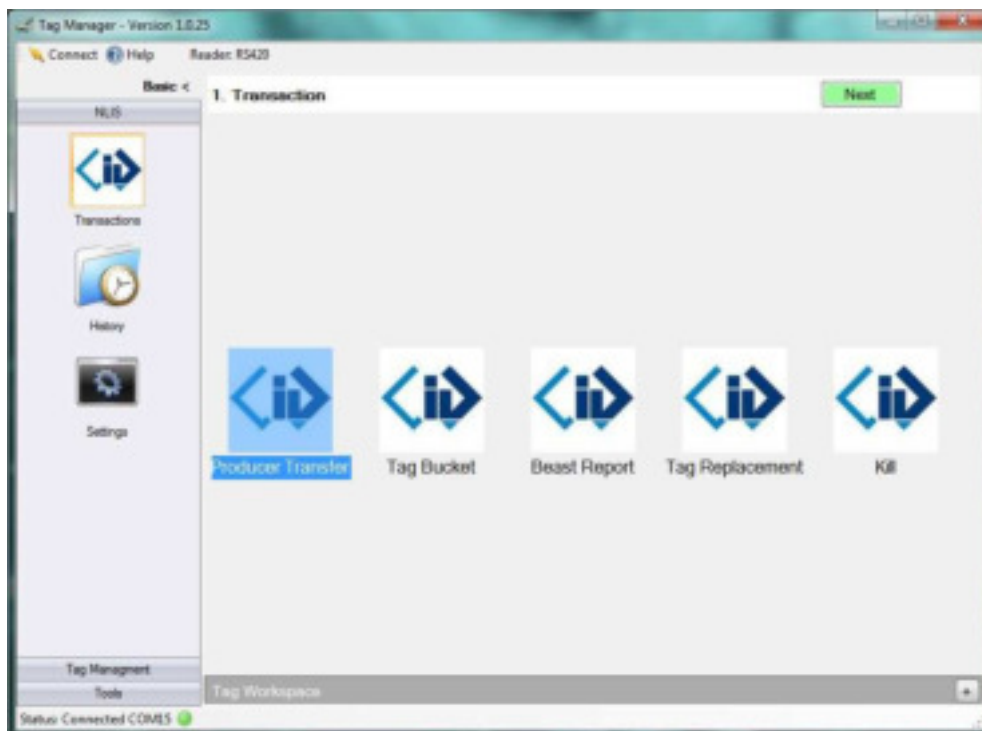 Tag Manager - Version 1.0.25
Connect Help Reader: RS420
Basic <
1. Transaction
Next
NLIS
Transactions
History
Settings
Producer Transfer
Tag Bucket
Beast Report
Tag Replacement
Kill
Tag Managment
Tools
Tag Workspace
+
Status: Connected COM15